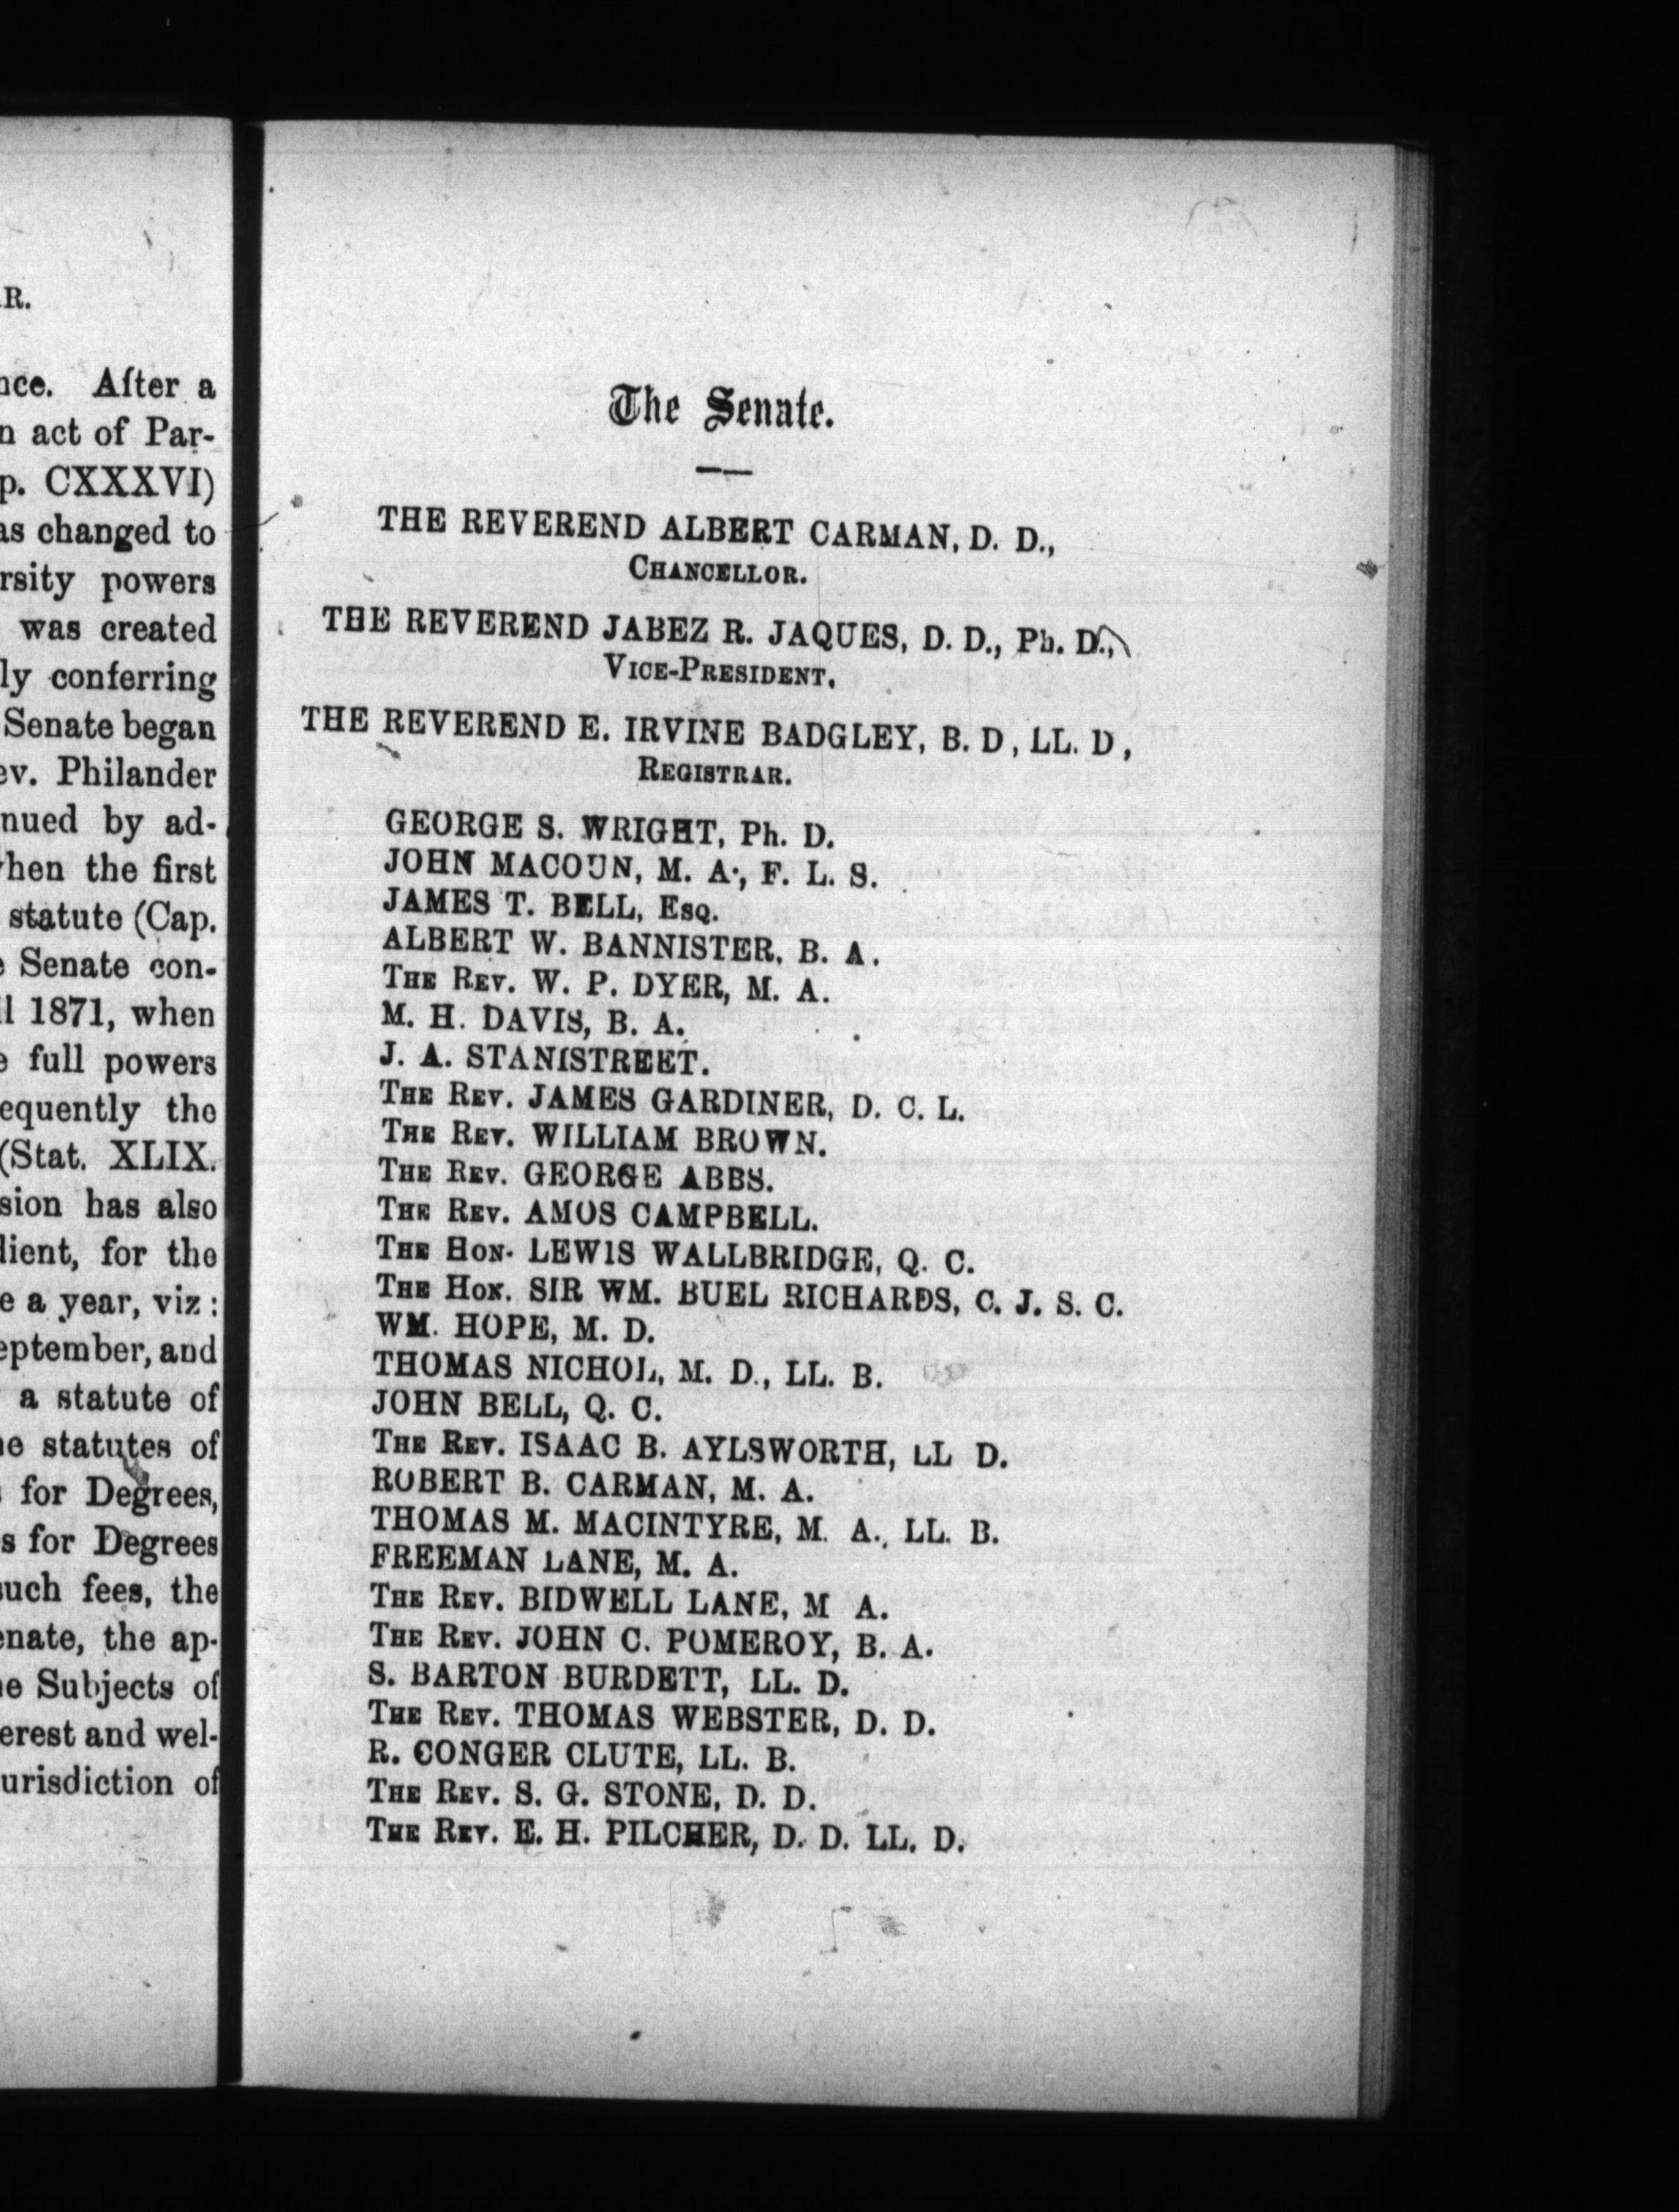 R.
nce. After a
n act of Par-
p. CXXXVI)
as changed to
rsity powers
was created
ly conferring
Senate began
ev. Philander
nued by ad-
hen the first
statute (Cap.
e Senate con-
l 1871, when
e full powers
equently the
(Stat. XLIX.
sion has also
lient, for the
e a year, viz:
eptember, and
a statute of
e statutes of
for Degrees,
s for Degrees
such fees, the
enate, the ap-
e Subjects of
erest and wel-
urisdiction of
The Senate.
THE REVEREND ALBERT CARMAN, D. D.,
CHANCELLOR.
THE REVEREND JABEZ R. JAQUES, D. D., Ph. D.,
VICE-PRESIDENT,
THE REVEREND E. IRVINE BADGLEY, B. D, LL. D,
REGISTRAR.
GEORGE S. WRIGHT, Ph. D.
JOHN MACOUN, M. A., F. L. S.
JAMES T. BELL, ESQ.
ALBERT W. BANNISTER, B. A.
THE REV. W. P. DYER, M. A.
M. H. DAVIS, B. A.
J. A. STANISTREET.
THE REV. JAMES GARDINER, D. C. L.
THE REV. WILLIAM BROWN.
THE REV. GEORGE ABBS.
THE REV. AMOS CAMPBELL.
THE HON. LEWIS WALLBRIDGE, Q. C.
THE HON. SIR WM. BUEL RICHARDS, C. J. S. C.
WM. HOPE, M. D.
THOMAS NICHOL, M. D., LL. B.
JOHN BELL, Q. C.
THE REV. ISAAC B. AYLSWORTH, LL D.
ROBERT B. CARMAN, M. A.
THOMAS M. MACINTYRE, M. A., LL. B.
FREEMAN LANE, M. A.
THE REV. BIDWELL LANE, M A.
THE REV. JOHN C. POMEROY, B. A.
S. BARTON BURDETT, LL. D.
THE REV. THOMAS WEBSTER, D. D.
R. CONGER CLUTE, LL. B.
THE REV. S. G. STONE, D. D.
THE REV. E. H. PILCHER, D. D. LL. D.